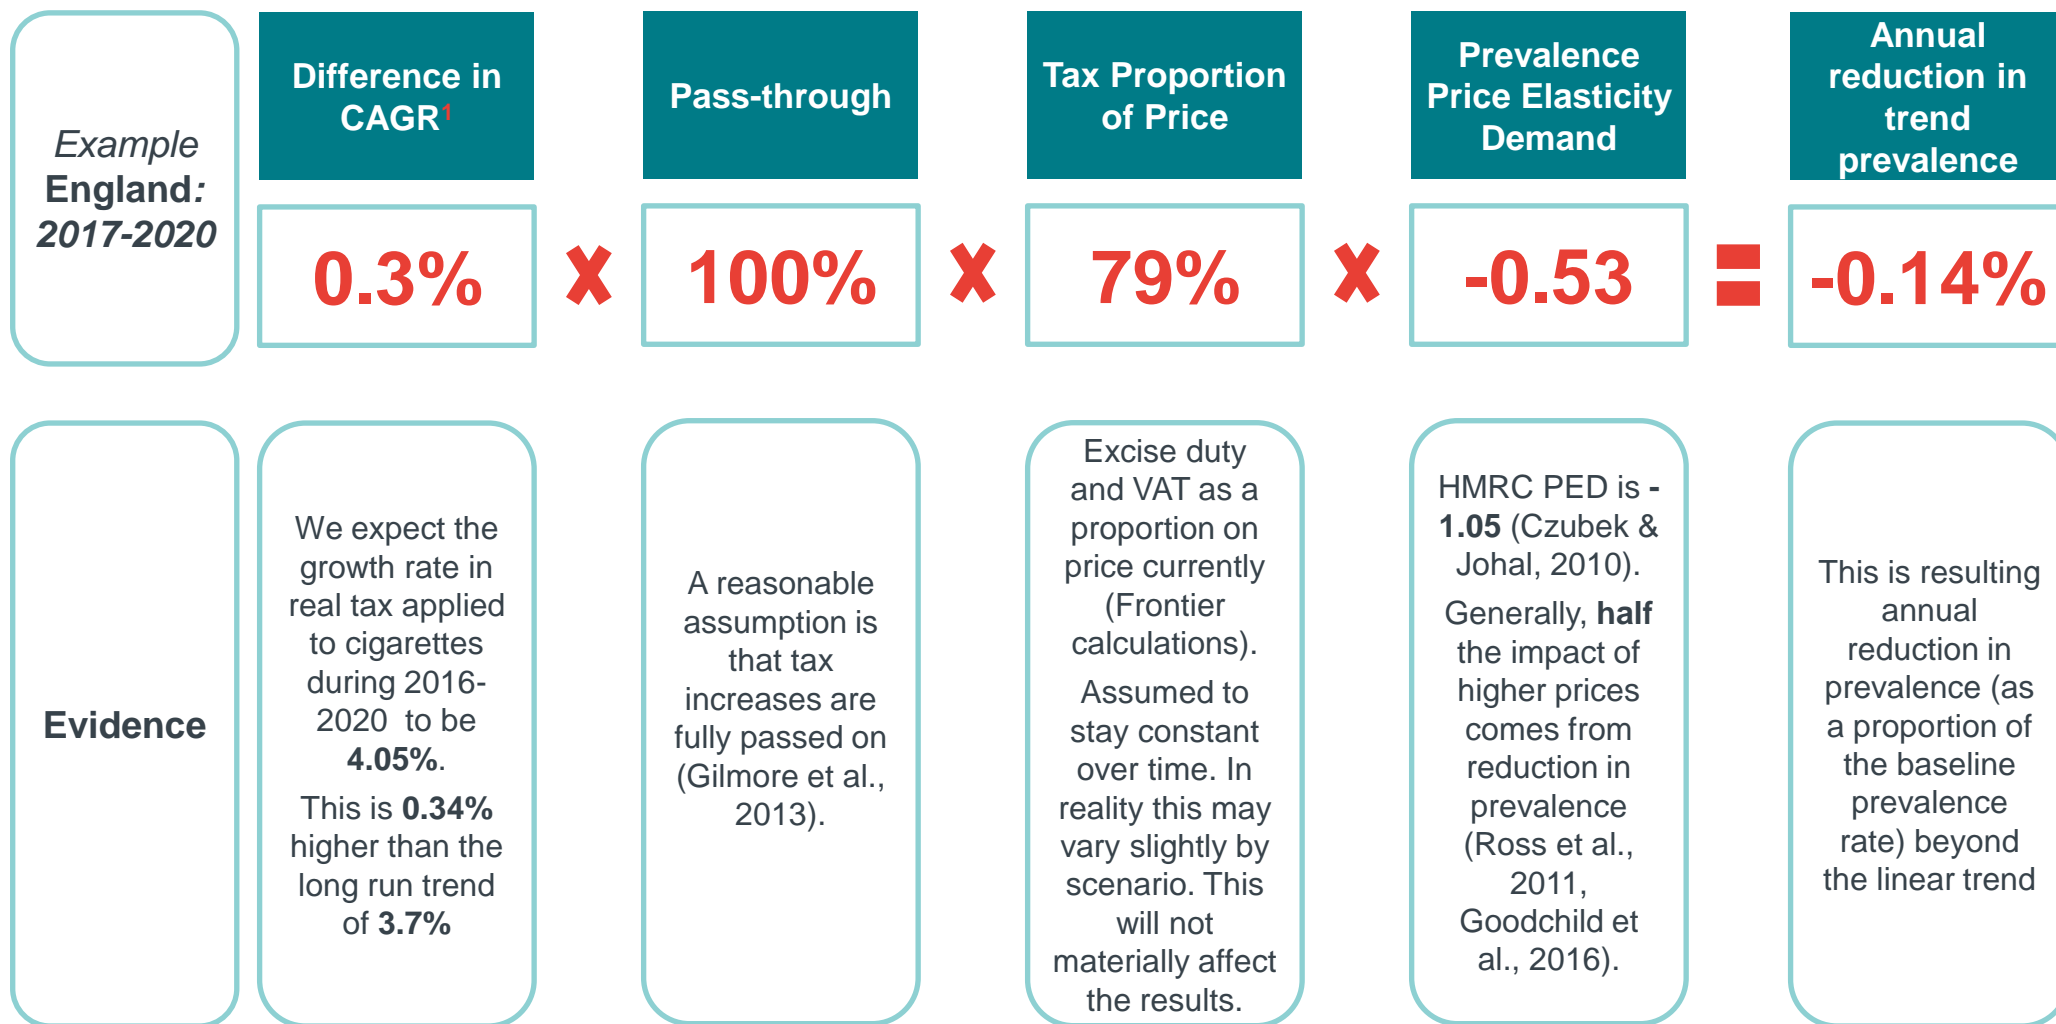 Example
England:
2017-2020
Difference in
CAGR1
Pass-through
Tax Proportion
of Price
Prevalence
Price Elasticity
Demand
Annual
reduction in
trend
prevalence
0.3%
×
100%
×
79%
×
-0.53
=
-0.14%
Evidence
We expect the
growth rate in
real tax applied
to cigarettes
during 2016-
2020 to be
4.05%.
This is 0.34%
higher than the
long run trend
of 3.7%
A reasonable
assumption is
that tax
increases are
fully passed on
(Gilmore et al.,
2013).
Excise duty
and VAT as a
proportion on
price currently
(Frontier
calculations).
Assumed to
stay constant
over time. In
reality this may
vary slightly by
scenario. This
will not
materially affect
the results.
HMRC PED is -
1.05 (Czubek &
Johal, 2010).
Generally, half
the impact of
higher prices
comes from
reduction in
prevalence
(Ross et al.,
2011,
Goodchild et
al., 2016).
This is resulting
annual
reduction in
prevalence (as
a proportion of
the baseline
prevalence
rate) beyond
the linear trend